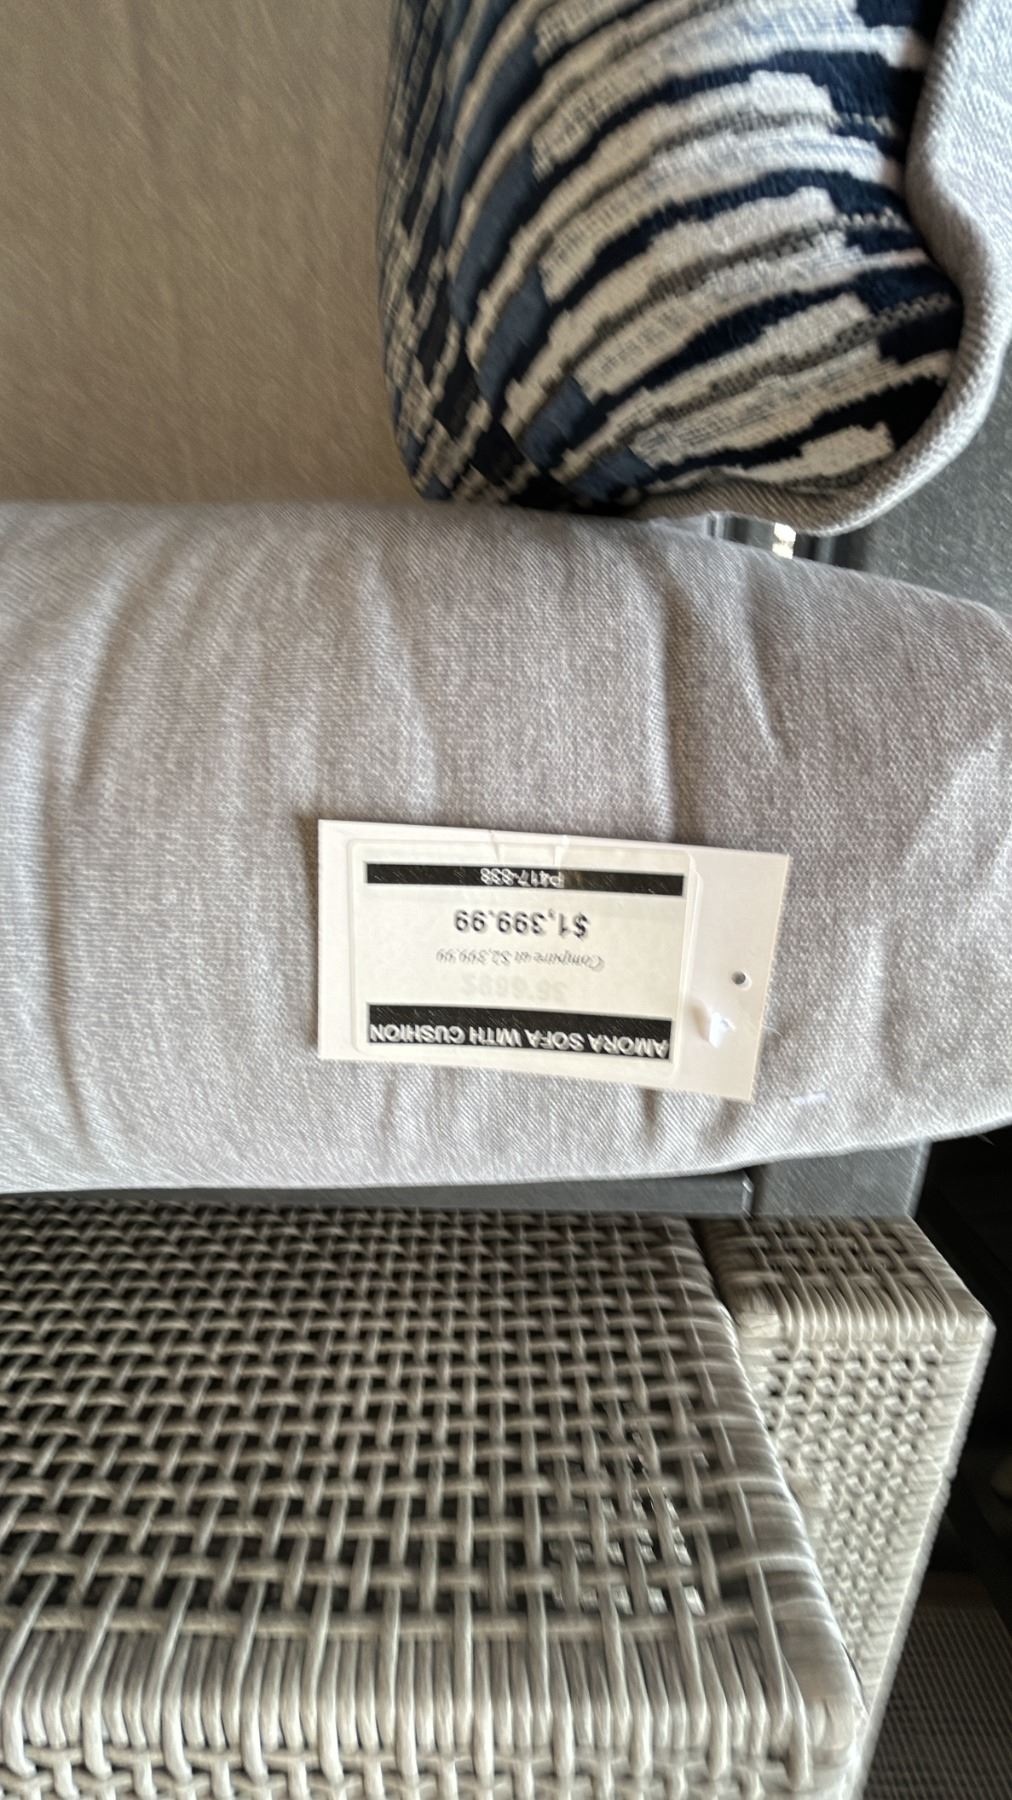 AMORA SOFA WITH CUSHION
Compare at $2,399.99
$1,399.99
P417-838